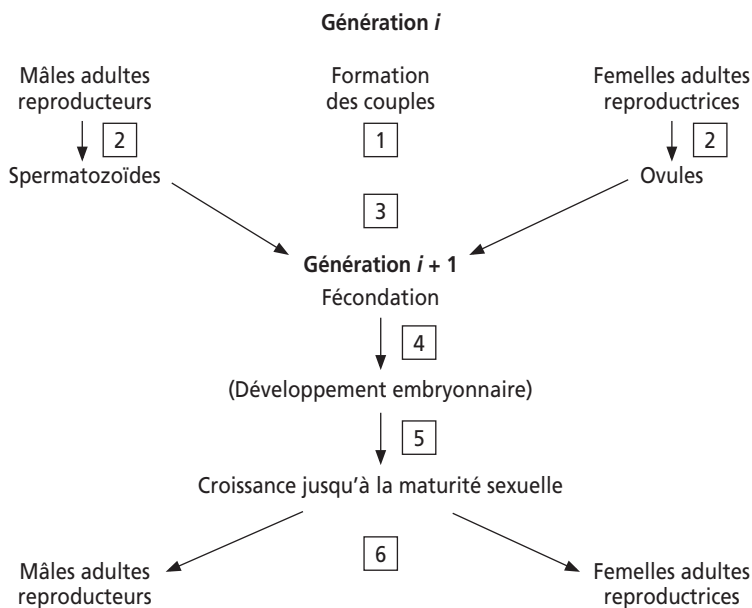 Génération i
Mâles adultes
reproducteurs
Formation
des couples
Femelles adultes
reproductrices
2
1
2
Spermatozoïdes
Ovules
3
Génération i + 1
Fécondation
4
(Développement embryonnaire)
5
Croissance jusqu'à la maturité sexuelle
6
Mâles adultes
reproducteurs
Femelles adultes
reproductrices